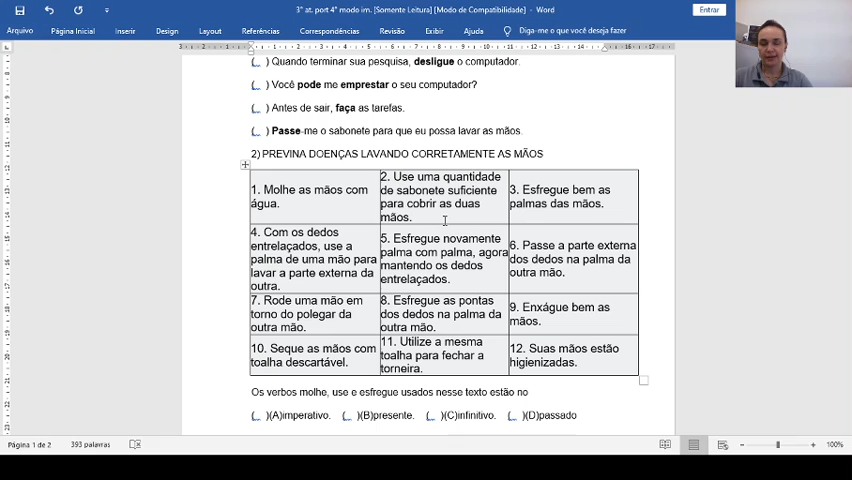 3° at. port 4° modo im. [Somente Leitura] [Modo de Compatibilidade] - Word
Entrar
Arquivo Página Inicial Inserir Design Layout Referências Correspondências Revisão Exibir Ajuda Diga-me o que você deseja fazer
( ) Quando terminar sua pesquisa, desligue o computador.
( ) Você pode me emprestar o seu computador?
( ) Antes de sair, faça as tarefas.
( ) Passe-me o sabonete para que eu possa lavar as mãos.
2) PREVINA DOENÇAS LAVANDO CORRETAMENTE AS MÃOS
1. Molhe as mãos com
água.
2. Use uma quantidade
de sabonete suficiente
para cobrir as duas
mãos.
3. Esfregue bem as
palmas das mãos.
4. Com os dedos
entrelaçados, use a
palma de uma mão para
lavar a parte externa da
outra.
5. Esfregue novamente
palma com palma, agora
mantendo os dedos
entrelaçados.
6. Passe a parte externa
dos dedos na palma da
outra mão.
7. Rode uma mão em
torno do polegar da
outra mão.
8. Esfregue as pontas
dos dedos na palma da
outra mão.
9. Enxágue bem as
mãos.
10. Seque as mãos com
toalha descartável.
11. Utilize a mesma
toalha para fechar a
torneira.
12. Suas mãos estão
higienizadas.
Os verbos molhe, use e esfregue usados nesse texto estão no
( )(A)imperativo. ( )(B)presente. ( )(C)infinitivo. ( )(D)passado
Página 1 de 2 393 palavras 100%